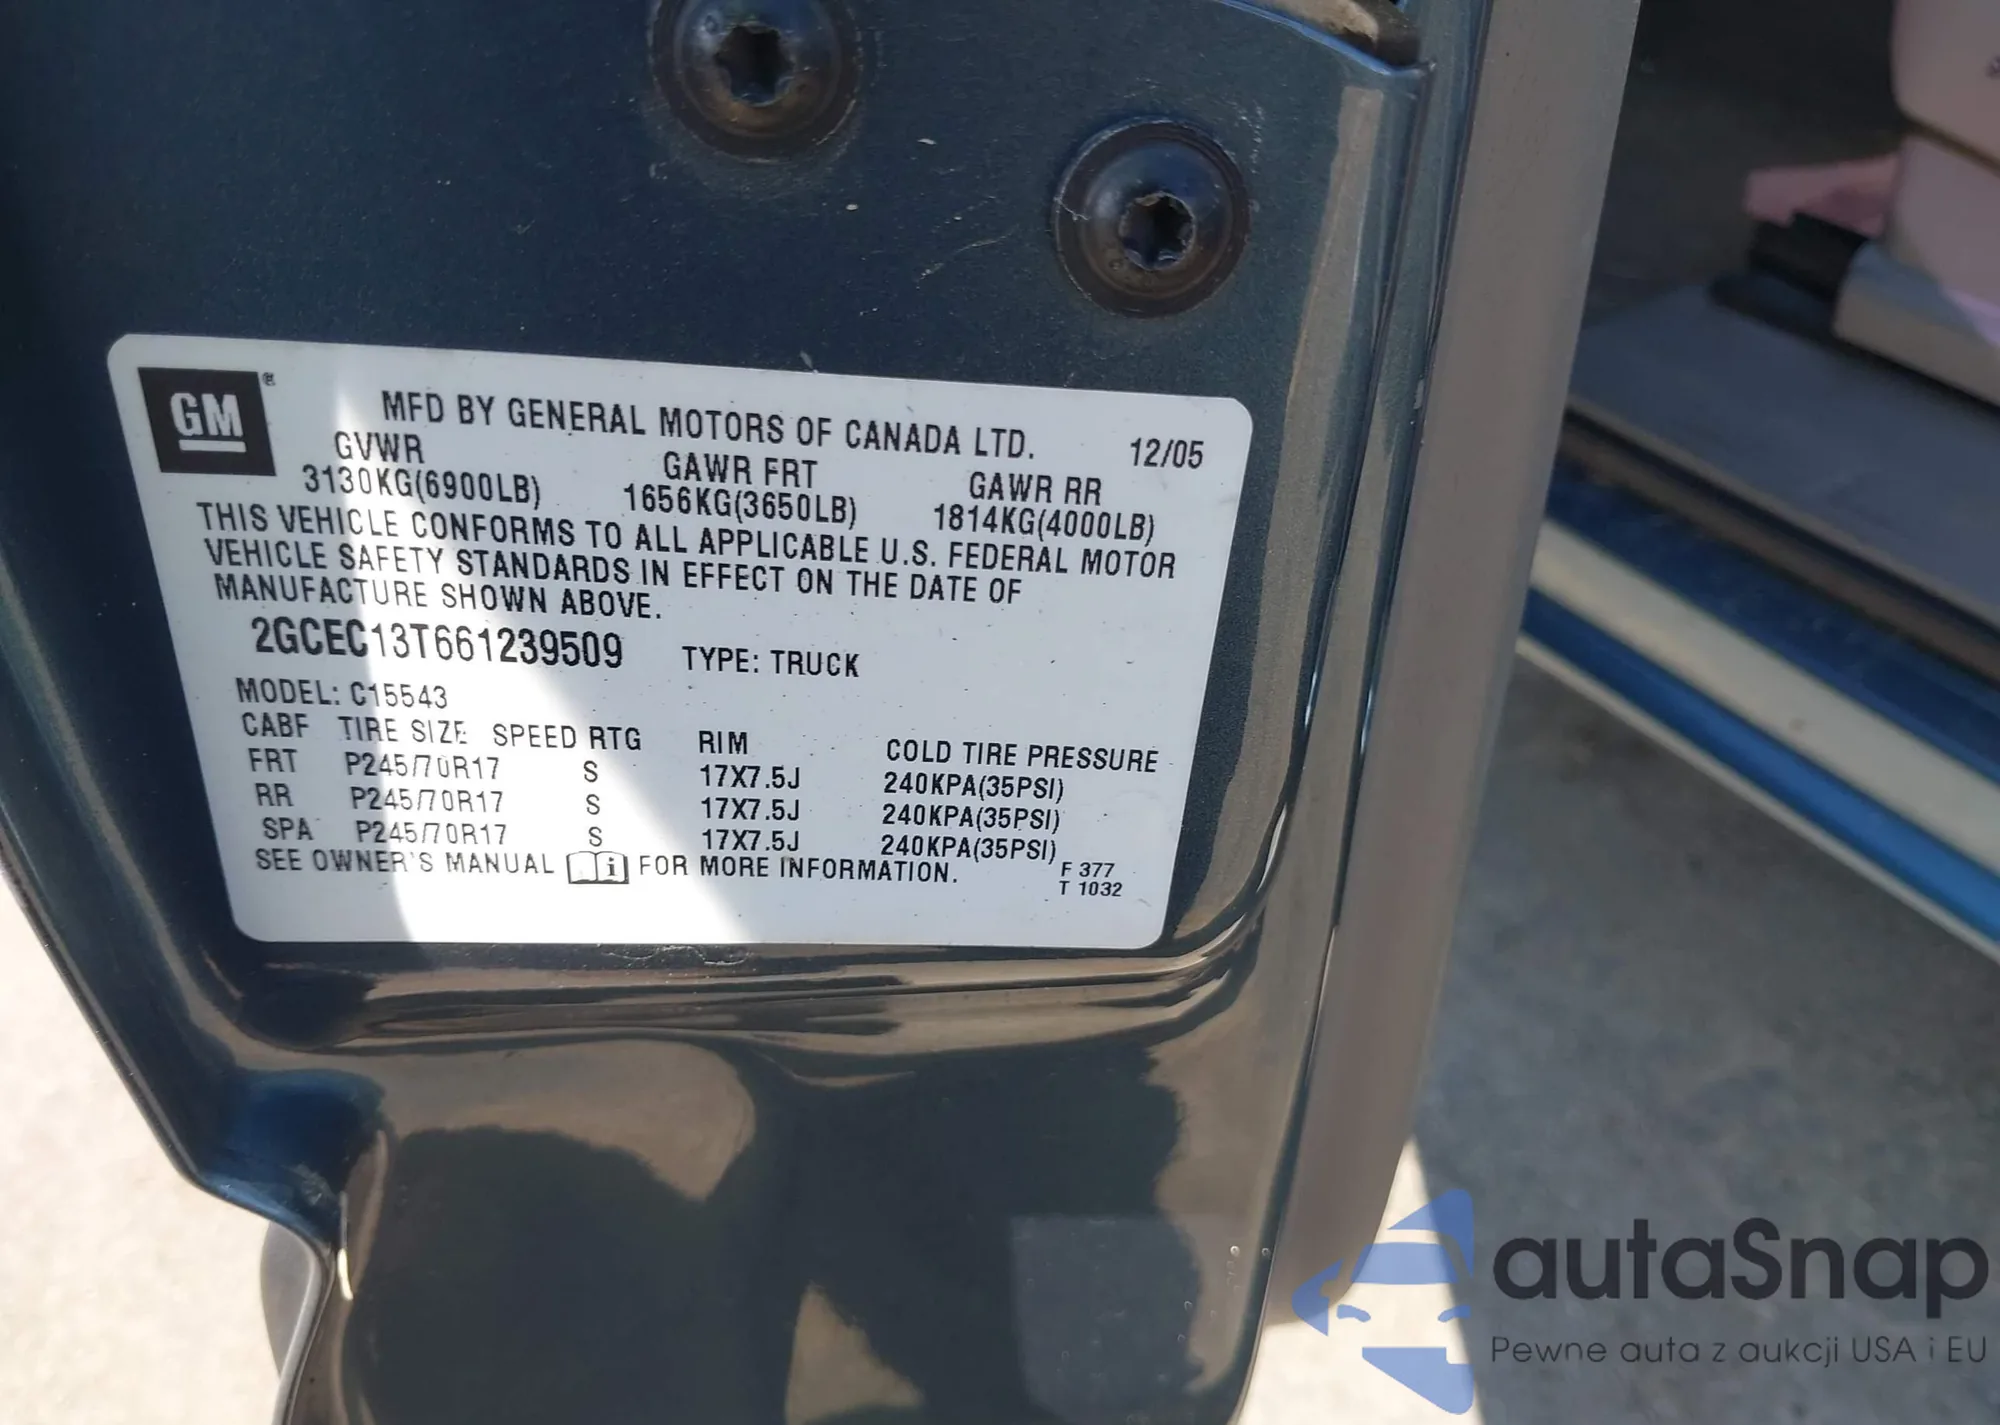 GM®
MFD BY GENERAL MOTORS OF CANADA LTD. 12/05
GVWR GAWR FRT GAWR RR
3130KG(6900LB) 1656KG(3650LB) 1814KG(4000LB)
THIS VEHICLE CONFORMS TO ALL APPLICABLE U.S. FEDERAL MOTOR
VEHICLE SAFETY STANDARDS IN EFFECT ON THE DATE OF
MANUFACTURE SHOWN ABOVE.
2GCEC13T661239509 TYPE: TRUCK
MODEL: C15543
CABF TIRE SIZE SPEED RTG RIM COLD TIRE PRESSURE
FRT P245/70R17 S 17X7.5J 240KPA(35PSI)
RR P245/70R17 S 17X7.5J 240KPA(35PSI)
SPA P245/70R17 S 17X7.5J 240KPA(35PSI)
SEE OWNER'S MANUAL i FOR MORE INFORMATION. F 377
T 1032
autaSnap
Pewne auta z aukcji USA i EU